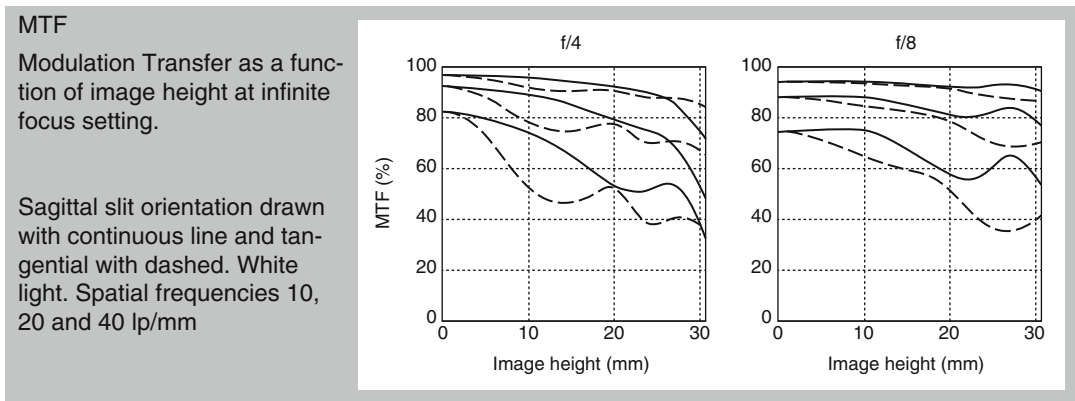 MTF
Modulation Transfer as a func-
tion of image height at infinite
focus setting.
Sagittal slit orientation drawn
with continuous line and tan-
gential with dashed. White
light. Spatial frequencies 10,
20 and 40 lp/mm
f/4
MTF (%)
100
80
60
40
20
0
0 10 20 30
Image height (mm)
f/8
100
80
60
40
20
0
0 10 20 30
Image height (mm)